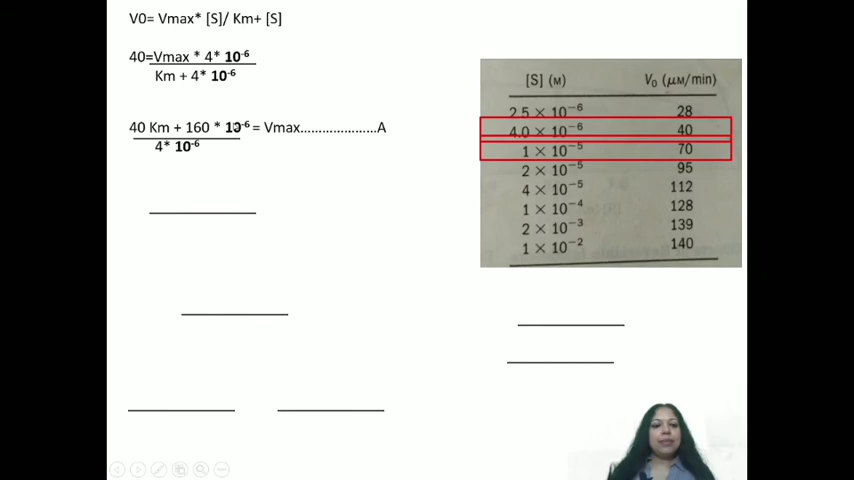 V0= Vmax* [S]/ Km+ [S]
40=Vmax * 4* 10-6
Km + 4* 10-6
40 Km + 160 * 10-6 = Vmax.....................A
4* 10-6
[S] (M) V0 (μM/min)
2.5 × 10−6 28
4.0 × 10−6 40
1 × 10−5 70
2 × 10−5 95
4 × 10−5 112
1 × 10−4 128
2 × 10−3 139
1 × 10−2 140